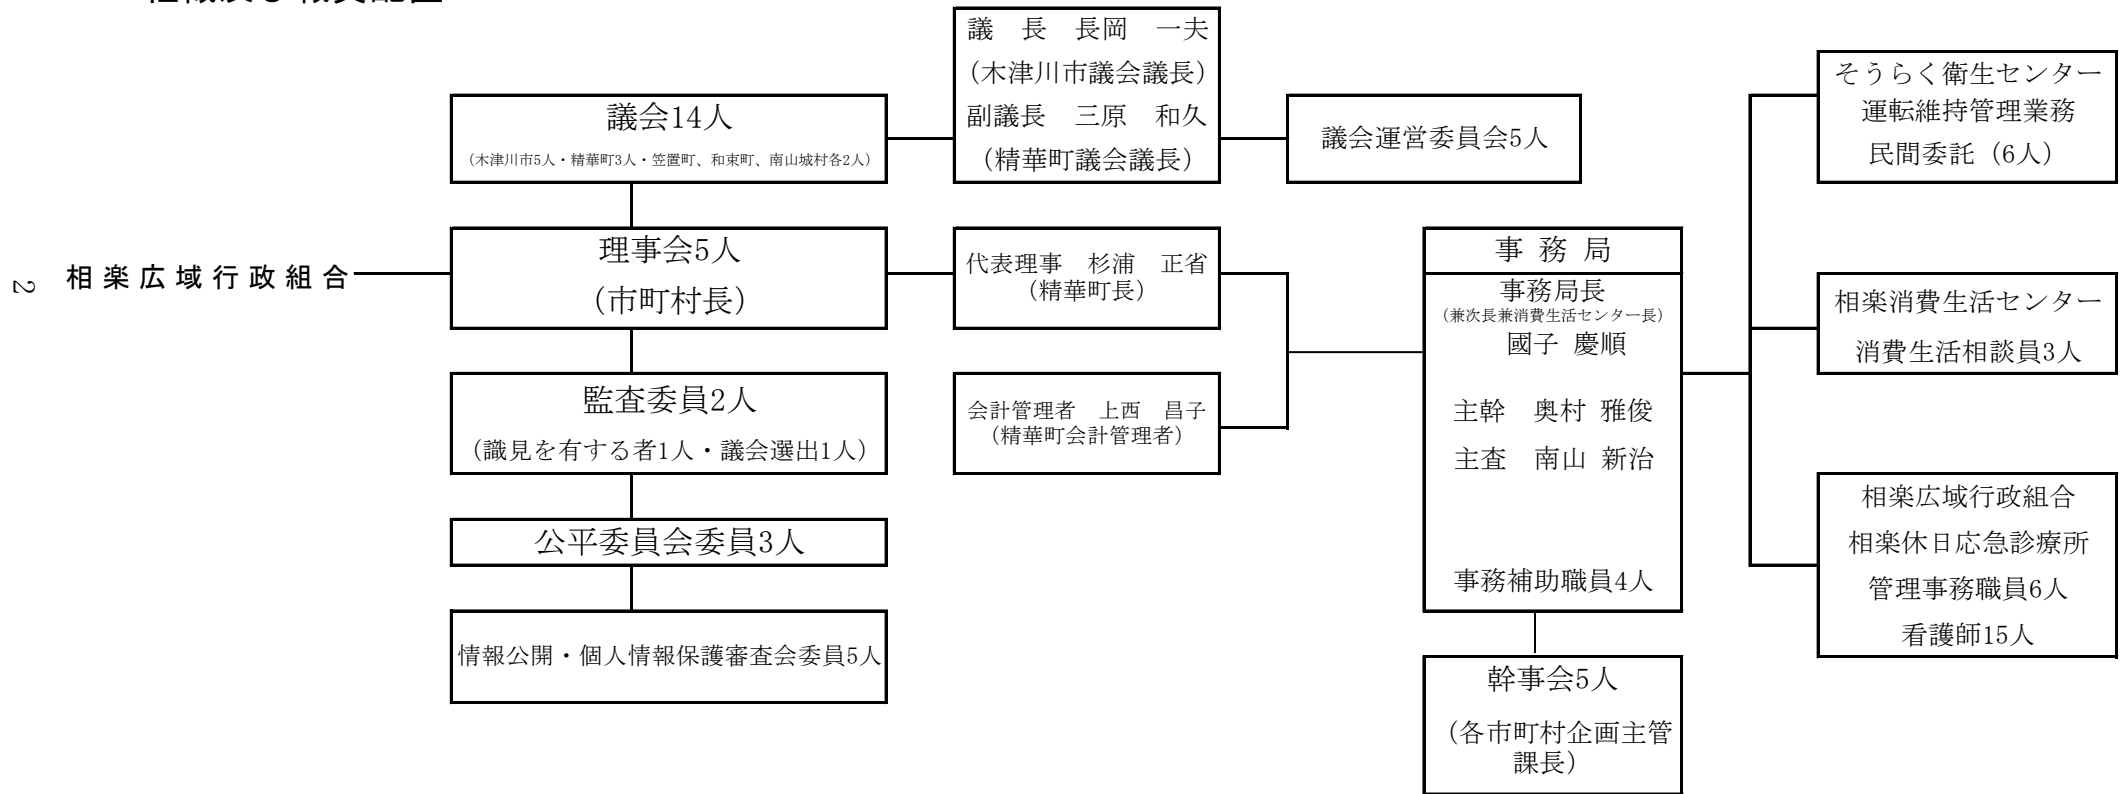 議　長　長岡　一夫
(木津川市議会議長)
副議長　三原　和久
(精華町議会議長)
議会14人
(木津川市5人・精華町3人・笠置町、和束町、南山城村各2人)
議会運営委員会5人
そうらく衛生センター
運転維持管理業務
民間委託（6人）
2
相楽広域行政組合
理事会5人
(市町村長)
代表理事　杉浦　正省
(精華町長)
会計管理者　上西　昌子
(精華町会計管理者)
監査委員2人
(識見を有する者1人・議会選出1人)
公平委員会委員3人
情報公開・個人情報保護審査会委員5人
事 務 局
事務局長
(兼次長兼消費生活センター長)
國子 慶順
主幹　奥村 雅俊
主査　南山 新治
事務補助職員4人
幹事会5人
(各市町村企画主管
課長)
相楽消費生活センター
消費生活相談員3人
相楽広域行政組合
相楽休日応急診療所
管理事務職員6人
看護師15人